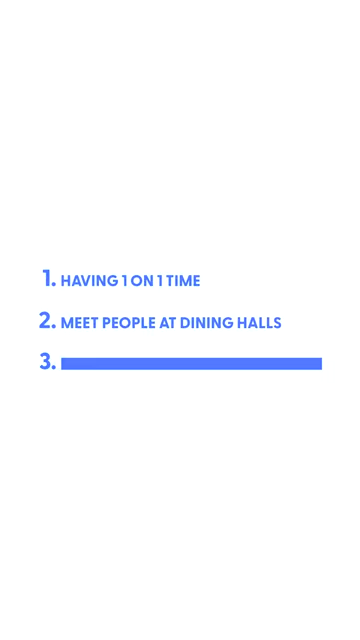 1. HAVING 1 ON 1 TIME
2. MEET PEOPLE AT DINING HALLS
3.